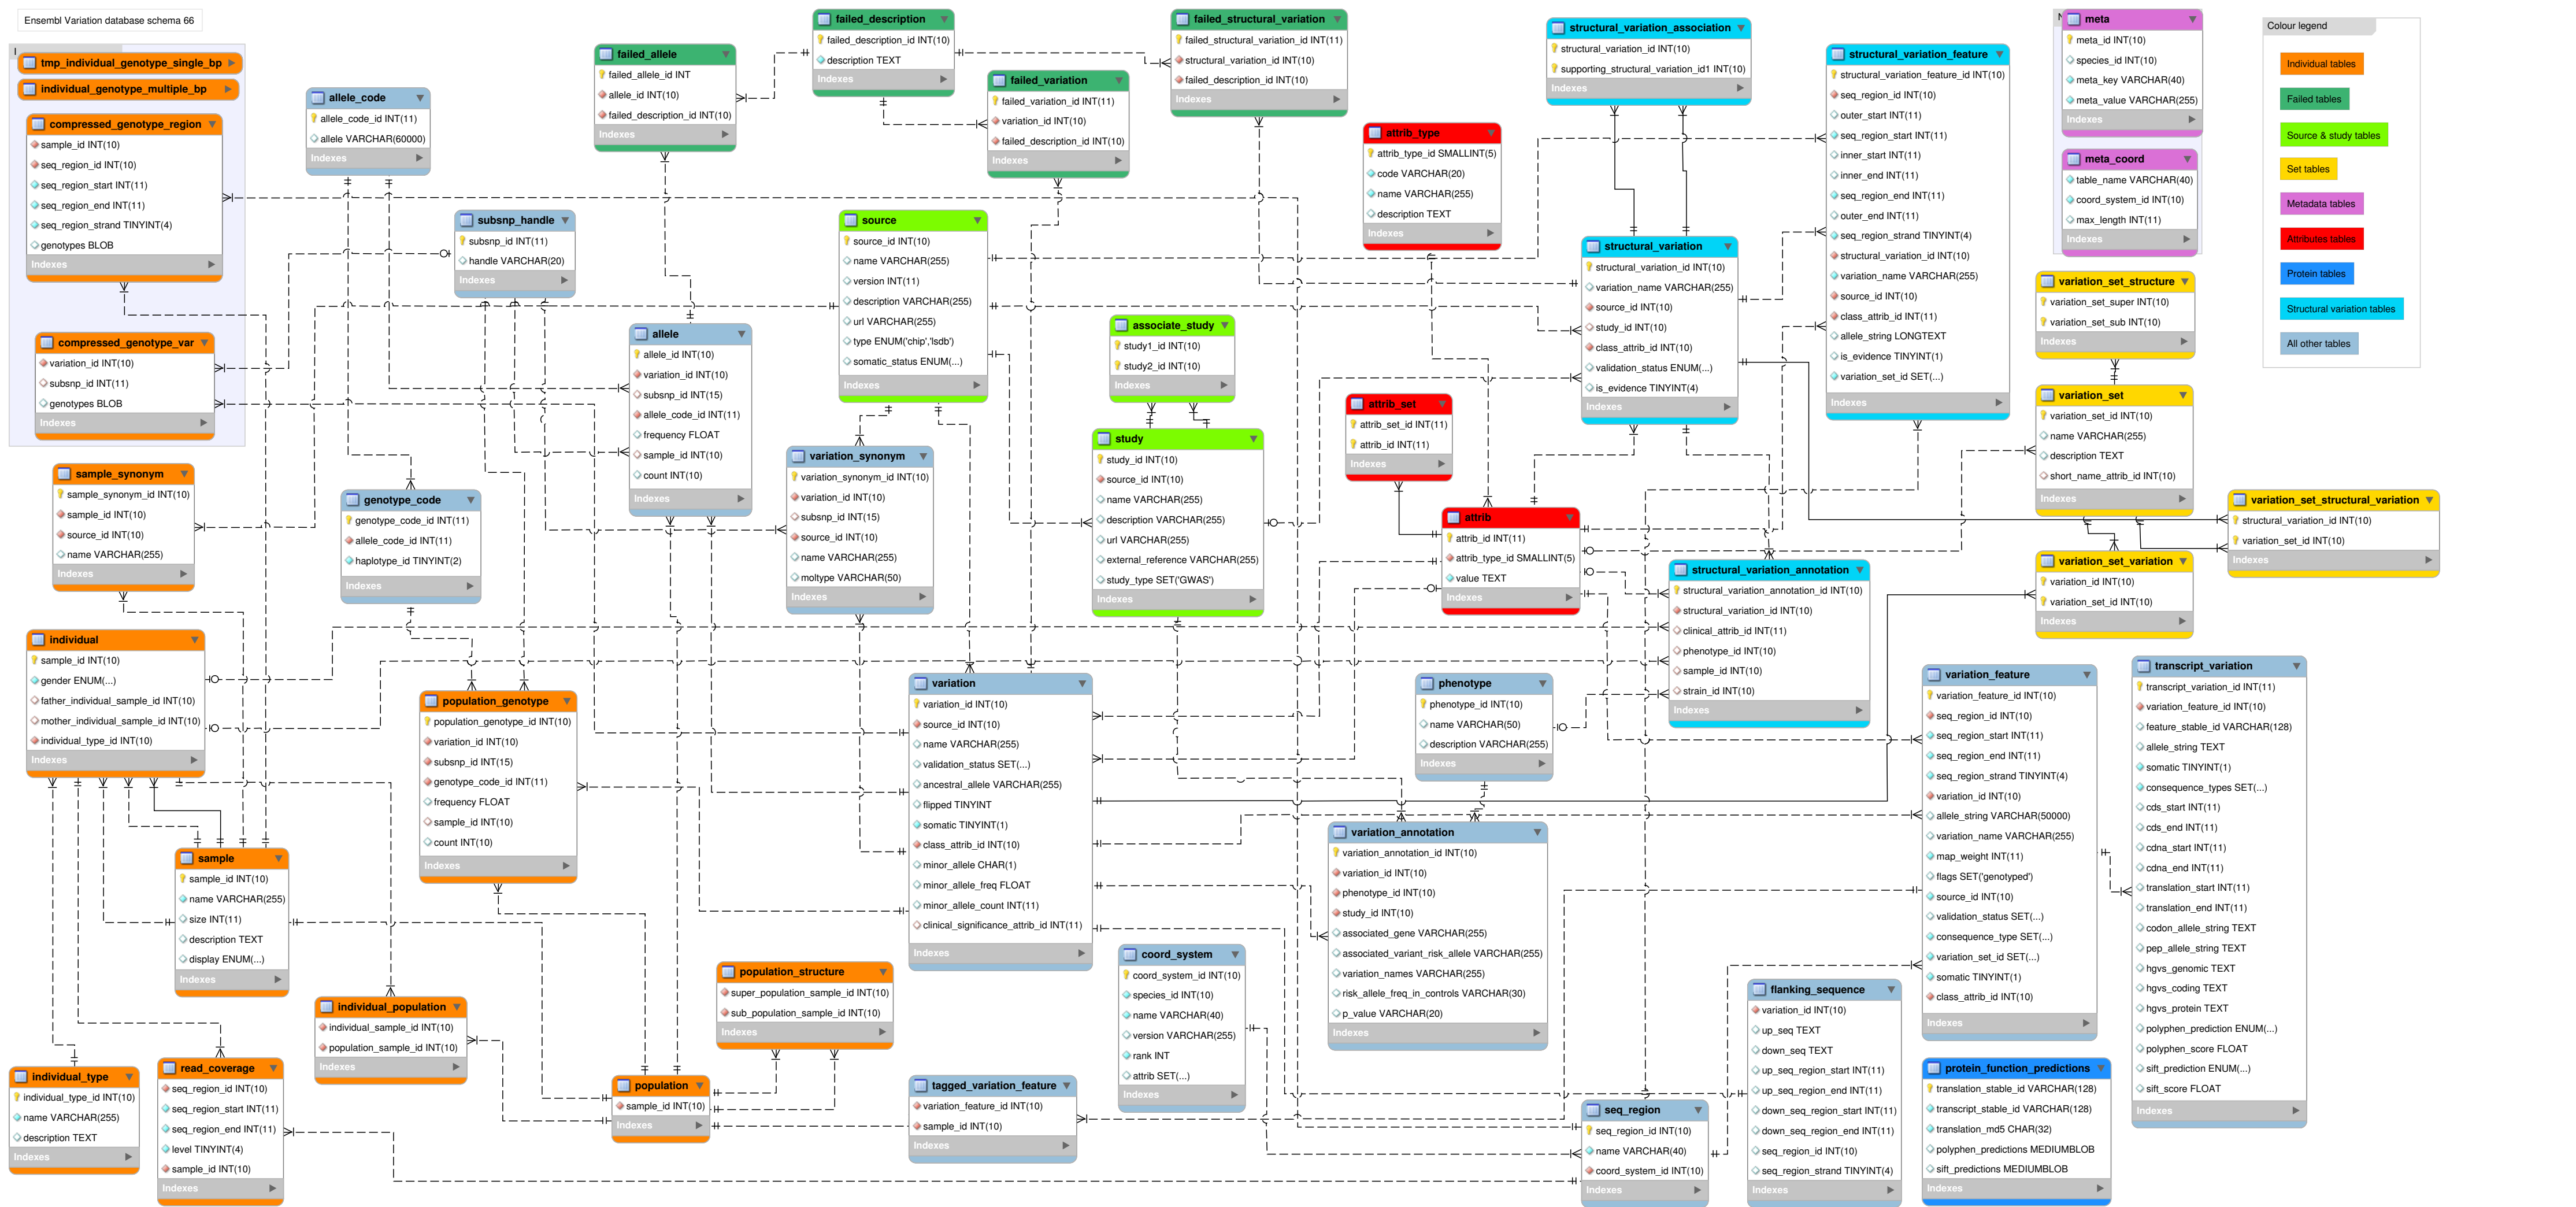 Ensembl Variation database schema 66
I
tmp_individual_genotype_single_bp
individual_genotype_multiple_bp
compressed_genotype_region
sample_id INT(10)
seq_region_id INT(10)
seq_region_start INT(11)
seq_region_end INT(11)
seq_region_strand TINYINT(4)
genotypes BLOB
Indexes
compressed_genotype_var
variation_id INT(10)
subsnp_id INT(11)
genotypes BLOB
Indexes
sample_synonym
sample_synonym_id INT(10)
sample_id INT(10)
source_id INT(10)
name VARCHAR(255)
Indexes
individual
sample_id INT(10)
gender ENUM(...)
father_individual_sample_id INT(10)
mother_individual_sample_id INT(10)
individual_type_id INT(10)
Indexes
sample
sample_id INT(10)
name VARCHAR(255)
size INT(11)
description TEXT
display ENUM(...)
Indexes
individual_type
individual_type_id INT(10)
name VARCHAR(255)
description TEXT
Indexes
read_coverage
seq_region_id INT(10)
seq_region_start INT(11)
seq_region_end INT(11)
level TINYINT(4)
sample_id INT(10)
Indexes
individual_population
individual_sample_id INT(10)
population_sample_id INT(10)
Indexes
allele_code
allele_code_id INT(11)
allele VARCHAR(60000)
Indexes
subsnp_handle
subsnp_id INT(11)
handle VARCHAR(20)
Indexes
genotype_code
genotype_code_id INT(11)
allele_code_id INT(11)
haplotype_id TINYINT(2)
Indexes
population_genotype
population_genotype_id INT(10)
variation_id INT(10)
subsnp_id INT(15)
genotype_code_id INT(11)
frequency FLOAT
sample_id INT(10)
count INT(10)
Indexes
failed_allele
failed_allele_id INT
allele_id INT(10)
failed_description_id INT(10)
Indexes
allele
allele_id INT(10)
variation_id INT(10)
subsnp_id INT(15)
allele_code_id INT(11)
frequency FLOAT
sample_id INT(10)
count INT(10)
Indexes
population_structure
super_population_sample_id INT(10)
sub_population_sample_id INT(10)
Indexes
population
sample_id INT(10)
Indexes
failed_description
failed_description_id INT(10)
description TEXT
Indexes
failed_variation
failed_variation_id INT(11)
variation_id INT(10)
failed_description_id INT(10)
Indexes
source
source_id INT(10)
name VARCHAR(255)
version INT(11)
description VARCHAR(255)
url VARCHAR(255)
type ENUM('chip','lsdb')
somatic_status ENUM(...)
Indexes
variation_synonym
variation_synonym_id INT(10)
variation_id INT(10)
subsnp_id INT(15)
source_id INT(10)
name VARCHAR(255)
moltype VARCHAR(50)
Indexes
variation
variation_id INT(10)
source_id INT(10)
name VARCHAR(255)
validation_status SET(...)
ancestral_allele VARCHAR(255)
flipped TINYINT
somatic TINYINT(1)
class_attrib_id INT(10)
minor_allele CHAR(1)
minor_allele_freq FLOAT
minor_allele_count INT(11)
clinical_significance_attrib_id INT(11)
Indexes
tagged_variation_feature
variation_feature_id INT(10)
sample_id INT(10)
Indexes
failed_structural_variation
failed_structural_variation_id INT(11)
structural_variation_id INT(10)
failed_description_id INT(10)
Indexes
associate_study
study1_id INT(10)
study2_id INT(10)
Indexes
study
study_id INT(10)
source_id INT(10)
name VARCHAR(255)
description VARCHAR(255)
url VARCHAR(255)
external_reference VARCHAR(255)
study_type SET('GWAS')
Indexes
coord_system
coord_system_id INT(10)
species_id INT(10)
name VARCHAR(40)
version VARCHAR(255)
rank INT
attrib SET(...)
Indexes
attrib_type
attrib_type_id SMALLINT(5)
code VARCHAR(20)
name VARCHAR(255)
description TEXT
Indexes
attrib_set
attrib_set_id INT(11)
attrib_id INT(11)
Indexes
attrib
attrib_id INT(11)
attrib_type_id SMALLINT(5)
value TEXT
Indexes
phenotype
phenotype_id INT(10)
name VARCHAR(50)
description VARCHAR(255)
Indexes
variation_annotation
variation_annotation_id INT(10)
variation_id INT(10)
phenotype_id INT(10)
study_id INT(10)
associated_gene VARCHAR(255)
associated_variant_risk_allele VARCHAR(255)
variation_names VARCHAR(255)
risk_allele_freq_in_controls VARCHAR(30)
p_value VARCHAR(20)
Indexes
structural_variation_association
structural_variation_id INT(10)
supporting_structural_variation_id1 INT(10)
Indexes
structural_variation
structural_variation_id INT(10)
variation_name VARCHAR(255)
source_id INT(10)
study_id INT(10)
class_attrib_id INT(10)
validation_status ENUM(...)
is_evidence TINYINT(4)
Indexes
structural_variation_annotation
structural_variation_annotation_id INT(10)
structural_variation_id INT(10)
clinical_attrib_id INT(11)
phenotype_id INT(10)
sample_id INT(10)
strain_id INT(10)
Indexes
seq_region
seq_region_id INT(10)
name VARCHAR(40)
coord_system_id INT(10)
Indexes
flanking_sequence
variation_id INT(10)
up_seq TEXT
down_seq TEXT
up_seq_region_start INT(11)
up_seq_region_end INT(11)
down_seq_region_start INT(11)
down_seq_region_end INT(11)
seq_region_id INT(10)
seq_region_strand TINYINT(4)
Indexes
structural_variation_feature
structural_variation_feature_id INT(10)
seq_region_id INT(10)
outer_start INT(11)
seq_region_start INT(11)
inner_start INT(11)
inner_end INT(11)
seq_region_end INT(11)
outer_end INT(11)
seq_region_strand TINYINT(4)
structural_variation_id INT(10)
variation_name VARCHAR(255)
source_id INT(10)
class_attrib_id INT(11)
allele_string LONGTEXT
is_evidence TINYINT(1)
variation_set_id SET(...)
Indexes
variation_feature
variation_feature_id INT(10)
seq_region_id INT(10)
seq_region_start INT(11)
seq_region_end INT(11)
seq_region_strand TINYINT(4)
variation_id INT(10)
allele_string VARCHAR(50000)
variation_name VARCHAR(255)
map_weight INT(11)
flags SET('genotyped')
source_id INT(10)
validation_status SET(...)
consequence_type SET(...)
variation_set_id SET(...)
somatic TINYINT(1)
class_attrib_id INT(10)
Indexes
protein_function_predictions
translation_stable_id VARCHAR(128)
transcript_stable_id VARCHAR(128)
translation_md5 CHAR(32)
polyphen_predictions MEDIUMBLOB
sift_predictions MEDIUMBLOB
Indexes
meta
meta_id INT(10)
species_id INT(10)
meta_key VARCHAR(40)
meta_value VARCHAR(255)
Indexes
meta_coord
table_name VARCHAR(40)
coord_system_id INT(10)
max_length INT(11)
Indexes
variation_set_structure
variation_set_super INT(10)
variation_set_sub INT(10)
Indexes
variation_set
variation_set_id INT(10)
name VARCHAR(255)
description TEXT
short_name_attrib_id INT(10)
Indexes
variation_set_variation
variation_id INT(10)
variation_set_id INT(10)
Indexes
variation_set_structural_variation
structural_variation_id INT(10)
variation_set_id INT(10)
Indexes
transcript_variation
transcript_variation_id INT(11)
variation_feature_id INT(10)
feature_stable_id VARCHAR(128)
allele_string TEXT
somatic TINYINT(1)
consequence_types SET(...)
cds_start INT(11)
cds_end INT(11)
cdna_start INT(11)
cdna_end INT(11)
translation_start INT(11)
translation_end INT(11)
codon_allele_string TEXT
pep_allele_string TEXT
hgvs_genomic TEXT
hgvs_coding TEXT
hgvs_protein TEXT
polyphen_prediction ENUM(...)
polyphen_score FLOAT
sift_prediction ENUM(...)
sift_score FLOAT
Indexes
Colour legend
Individual tables
Failed tables
Source & study tables
Set tables
Metadata tables
Attributes tables
Protein tables
Structural variation tables
All other tables